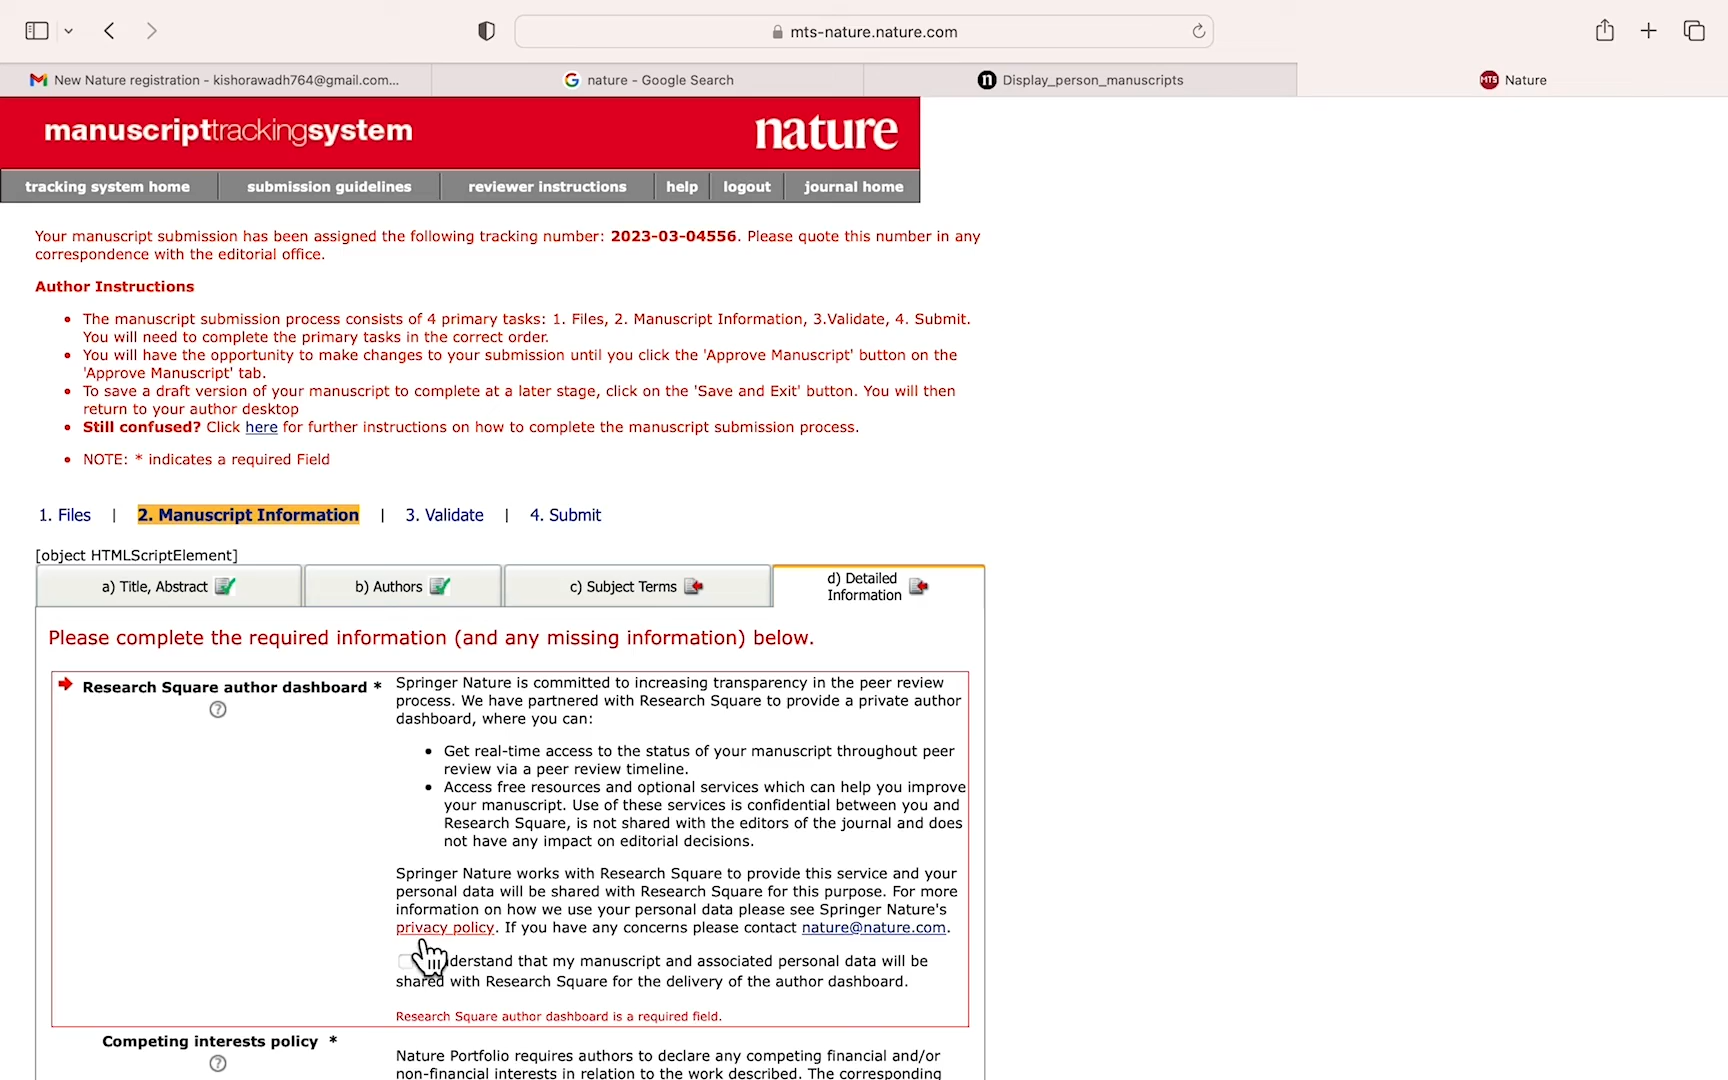 mts-nature.nature.com
New Nature registration - kishorawadh764@gmail.com...
nature - Google Search
Display_person_manuscripts
MTS
Nature
manuscripttrackingsystem
nature
tracking system home
submission guidelines
reviewer instructions
help
logout
journal home
Your manuscript submission has been assigned the following tracking number: 2023-03-04556. Please quote this number in any
correspondence with the editorial office.
Author Instructions
The manuscript submission process consists of 4 primary tasks: 1. Files, 2. Manuscript Information, 3.Validate, 4. Submit.
You will need to complete the primary tasks in the correct order.
You will have the opportunity to make changes to your submission until you click the 'Approve Manuscript' button on the
'Approve Manuscript' tab.
To save a draft version of your manuscript to complete at a later stage, click on the 'Save and Exit' button. You will then
return to your author desktop
Still confused? Click here for further instructions on how to complete the manuscript submission process.
NOTE: * indicates a required Field
1. Files | 2. Manuscript Information | 3. Validate | 4. Submit
[object HTMLScriptElement]
a) Title, Abstract
b) Authors
c) Subject Terms
d) Detailed
Information
Please complete the required information (and any missing information) below.
Research Square author dashboard *
Springer Nature is committed to increasing transparency in the peer review
process. We have partnered with Research Square to provide a private author
dashboard, where you can:
Get real-time access to the status of your manuscript throughout peer
review via a peer review timeline.
Access free resources and optional services which can help you improve
your manuscript. Use of these services is confidential between you and
Research Square, is not shared with the editors of the journal and does
not have any impact on editorial decisions.
Springer Nature works with Research Square to provide this service and your
personal data will be shared with Research Square for this purpose. For more
information on how we use your personal data please see Springer Nature's
privacy policy. If you have any concerns please contact nature@nature.com.
derstand that my manuscript and associated personal data will be
shared with Research Square for the delivery of the author dashboard.
Research Square author dashboard is a required field.
Competing interests policy *
Nature Portfolio requires authors to declare any competing financial and/or
non-financial interests in relation to the work described. The corresponding